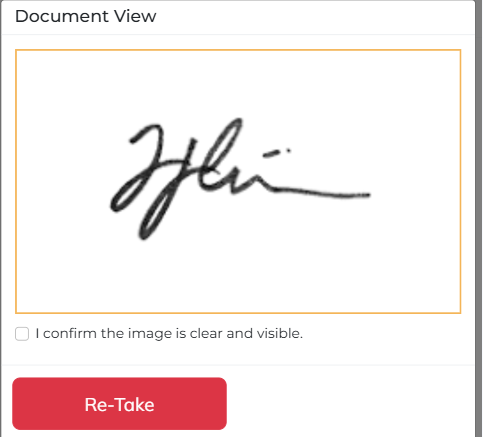 Document View
I confirm the image is clear and visible.
Re-Take